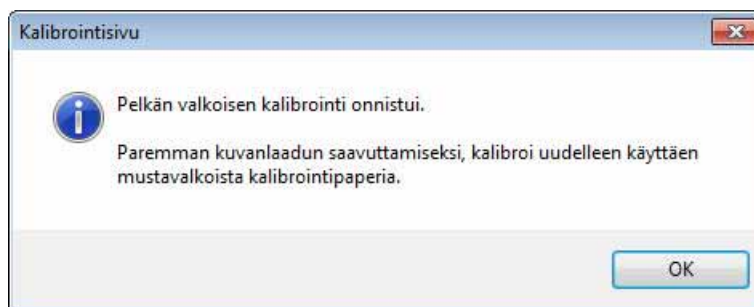 Kalibrointisivu
Pelkän valkoisen kalibrointi onnistui.
Paremman kuvanlaadun saavuttamiseksi, kalibroi uudelleen käyttäen
mustavalkoista kalibrointipaperia.
OK